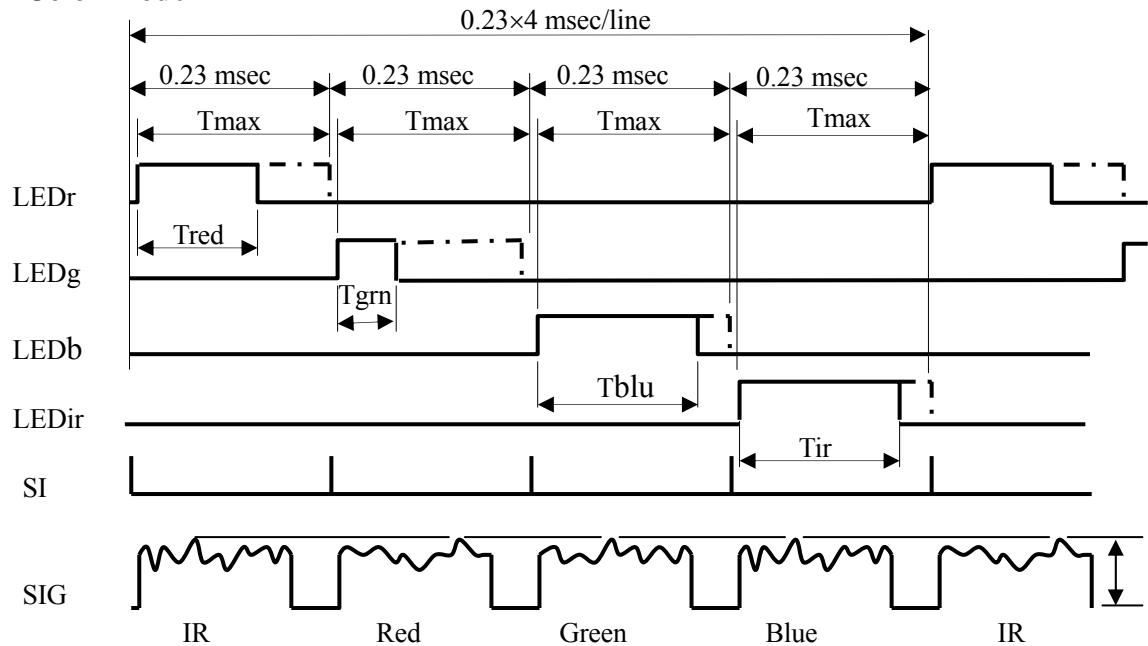 0.23×4 msec/line
0.23 msec 0.23 msec 0.23 msec 0.23 msec
Tmax Tmax Tmax Tmax
LEDr
Tred
LEDg
Tgrn
LEDb
Tblu
LEDir
Tir
SI
SIG
IR Red Green Blue IR